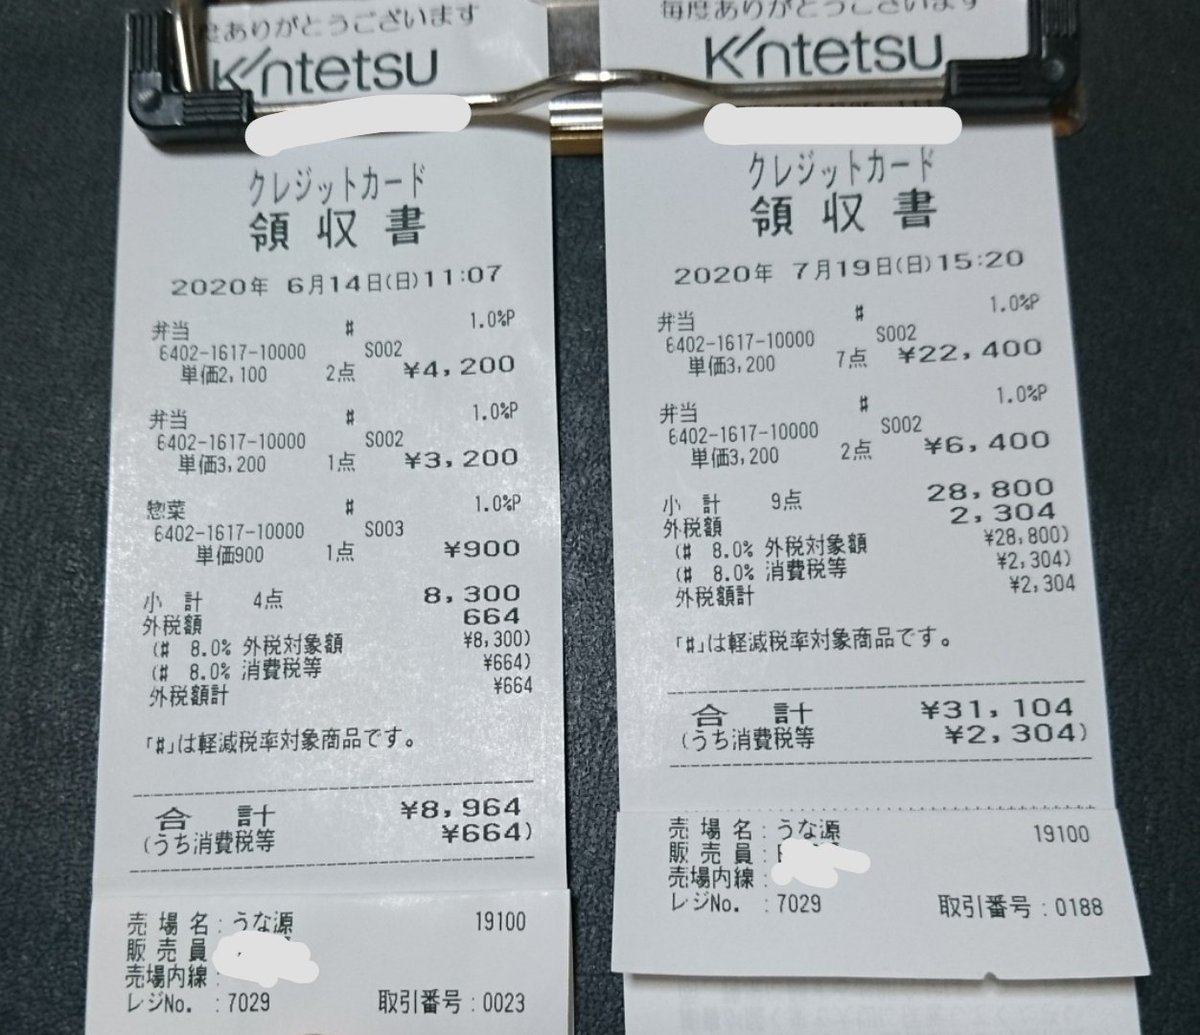 度ありがとうございます
Kintetsu
クレジットカード
領収書
2020年 6月14日(日)11:07
弁当 # 1.0%P
6402-1617-10000 S002
単価2,100 2点 ¥4,200
弁当 # 1.0%P
6402-1617-10000 S002
単価3,200 1点 ¥3,200
惣菜 # 1.0%P
6402-1617-10000 S003
単価900 1点 ¥900
小 計 4点 8,300
外税額 664
(# 8.0% 外税対象額 ¥8,300)
(# 8.0% 消費税等 ¥664)
外税額計 ¥664
「#」は軽減税率対象商品です。
合 計 ¥8,964
(うち消費税等 ¥664)
売 場 名:うな源 19100
販 売 員
売場内線:
レジNo. :7029 取引番号:0023
毎度ありがとうございます
Kintetsu
クレジットカード
領収書
2020年 7月19日(日)15:20
弁当 # 1.0%P
6402-1617-10000 S002
単価3,200 7点 ¥22,400
弁当 # 1.0%P
6402-1617-10000 S002
単価3,200 2点 ¥6,400
小 計 9点 28,800
外税額 2,304
(# 8.0% 外税対象額 ¥28,800)
(# 8.0% 消費税等 ¥2,304)
外税額計 ¥2,304
「#」は軽減税率対象商品です。
合 計 ¥31,104
(うち消費税等 ¥2,304)
売 場 名:うな源 19100
販 売 員:
売場内線:
レジNo. :7029 取引番号:0188